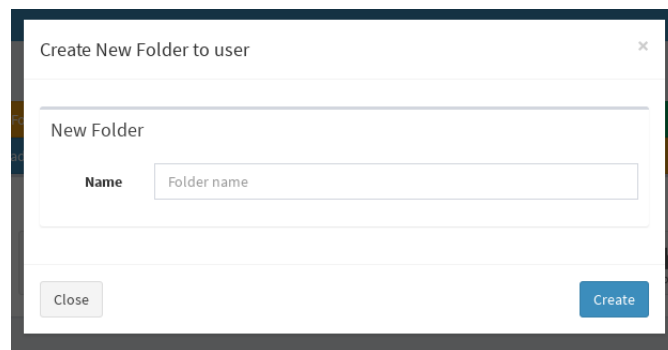 Create New Folder to user
×
New Folder
Name
Folder name
Close
Create